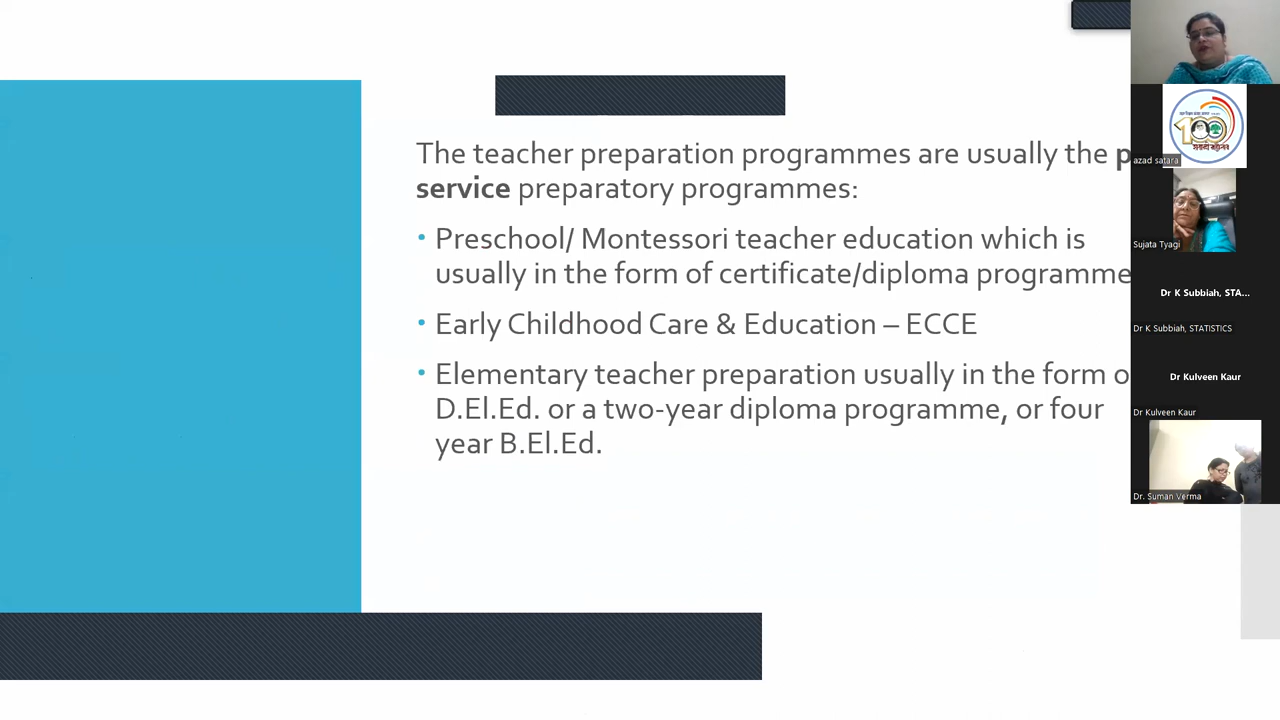 The teacher preparation programmes are usually the
service preparatory programmes:
• Preschool/ Montessori teacher education which is
usually in the form of certificate/diploma programme
• Early Childhood Care & Education – ECCE
• Elementary teacher preparation usually in the form
D.El.Ed. or a two-year diploma programme, or four
year B.El.Ed.
100
azad satara
Sujata Tyagi
Dr K Subbiah, STA...
Dr K Subbiah, STATISTICS
Dr Kulveen Kaur
Dr Kulveen Kaur
Dr. Suman Verma